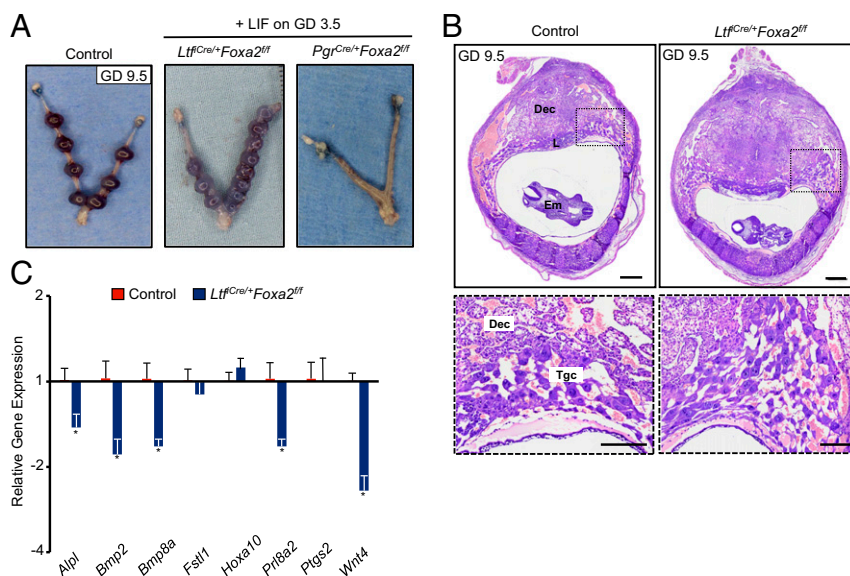 A
+ LIF on GD 3.5
Control
Ltf^iCre/+Foxa2^f/f
Pgr^Cre/+Foxa2^f/f
GD 9.5
B
Control
Ltf^iCre/+Foxa2^f/f
GD 9.5
Dec
L
Em
GD 9.5
Dec
Tgc
C
Control
Ltf^iCre/+Foxa2^f/f
Relative Gene Expression
2
1
-2
-4
*
*
*
*
*
Alpl
Bmp2
Bmp8a
Fstl1
Hoxa10
Prl8a2
Ptgs2
Wnt4